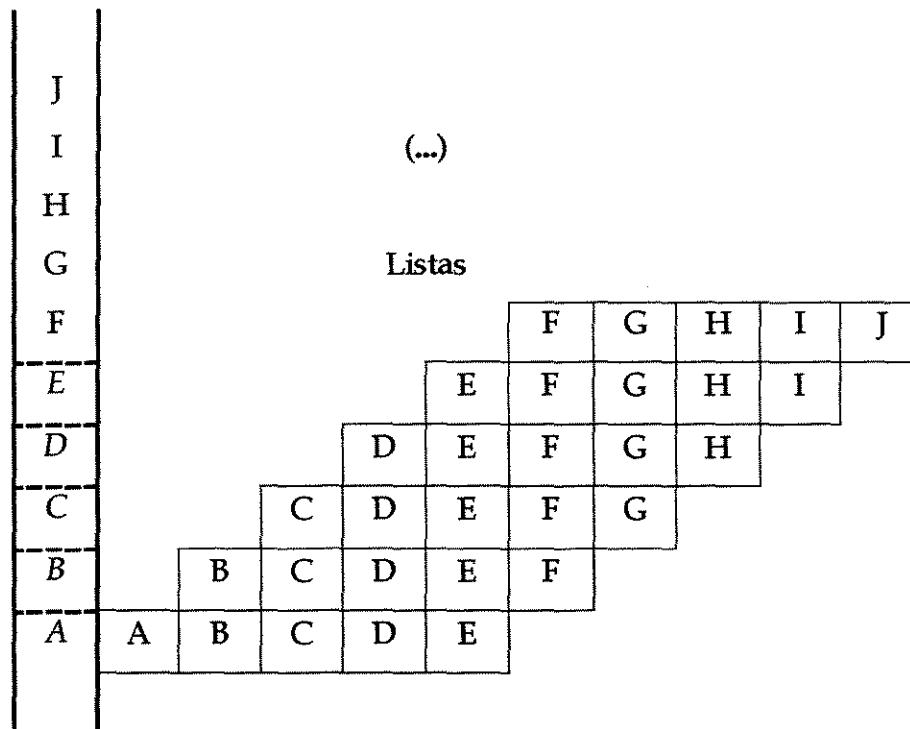 J
I (...)
H
G Listas
F F G H I J
E E F G H I
D D E F G H
C C D E F G
B B C D E F
A A B C D E